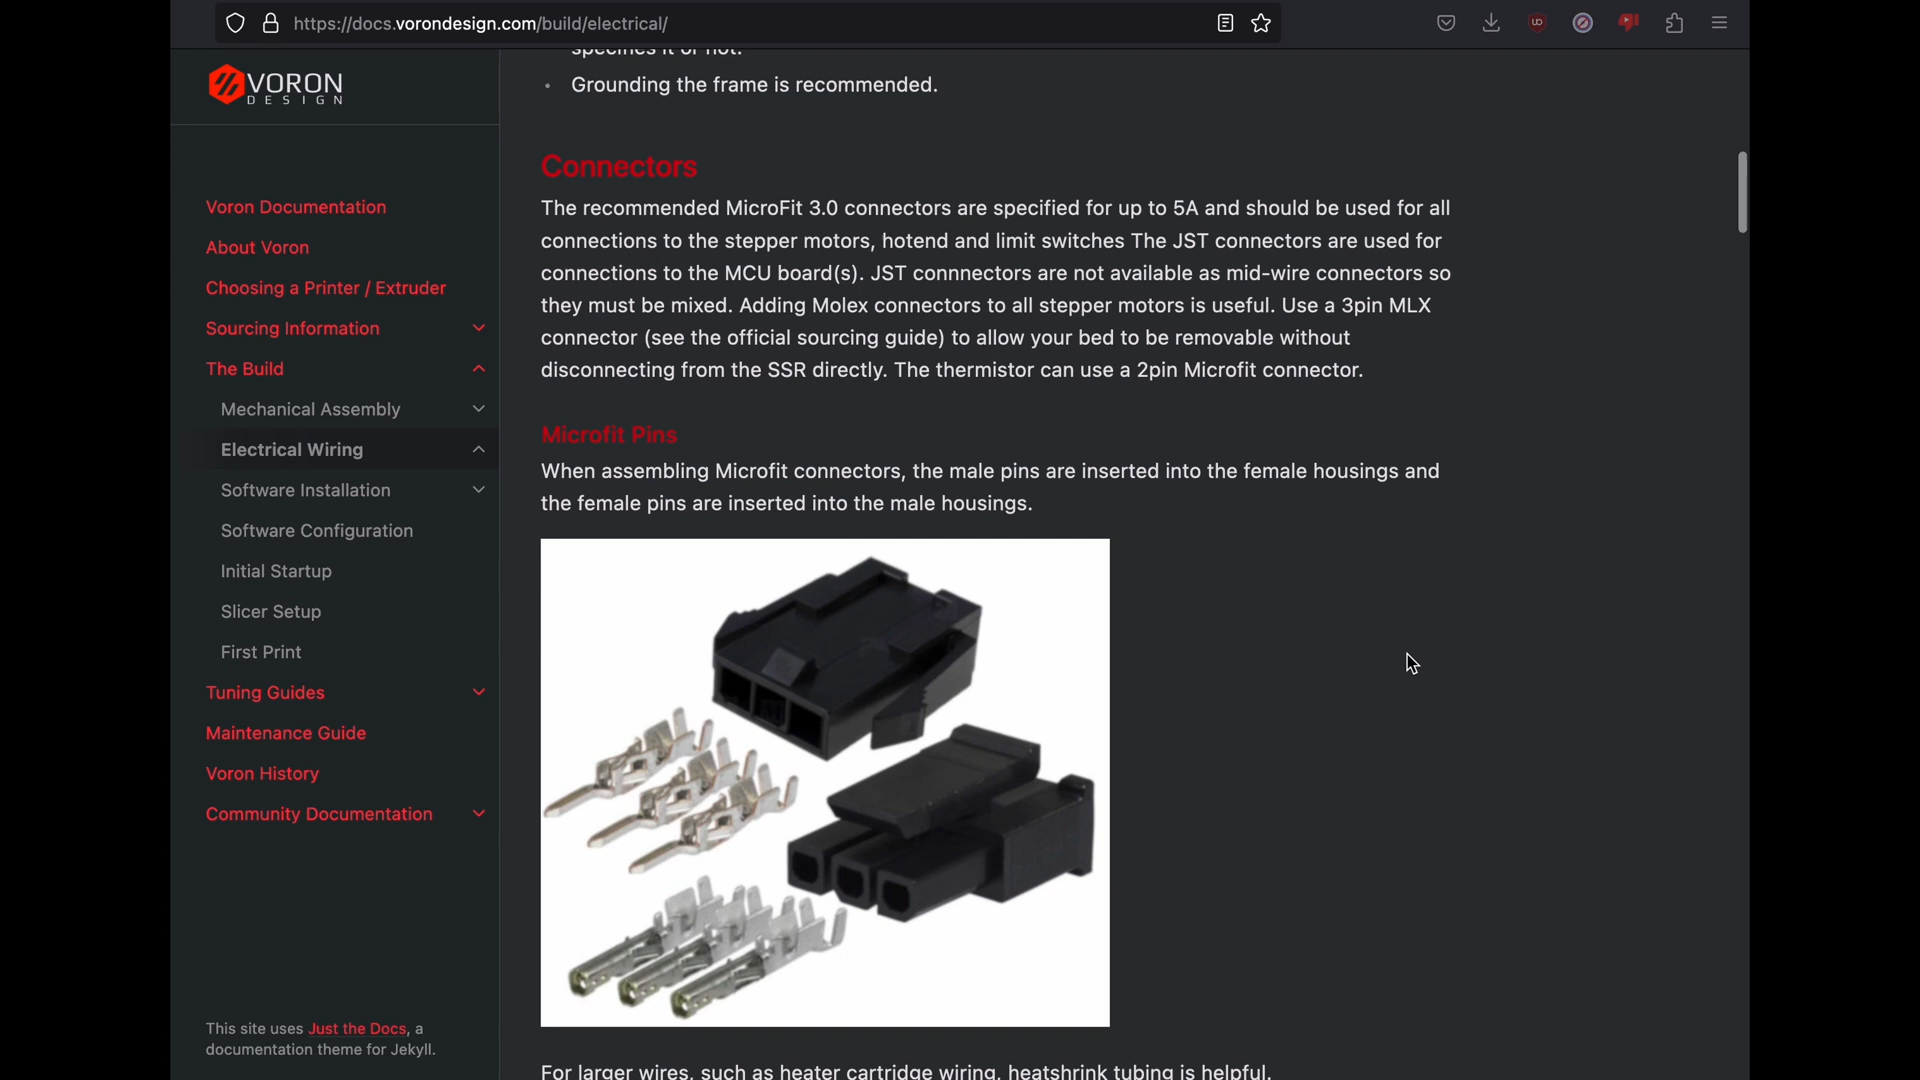 https://docs.vorondesign.com/build/electrical/
VORON
DESIGN
Voron Documentation
About Voron
Choosing a Printer / Extruder
Sourcing Information
The Build
Mechanical Assembly
Electrical Wiring
Software Installation
Software Configuration
Initial Startup
Slicer Setup
First Print
Tuning Guides
Maintenance Guide
Voron History
Community Documentation
This site uses Just the Docs, a
documentation theme for Jekyll.
specifies it or not.
• Grounding the frame is recommended.
Connectors
The recommended MicroFit 3.0 connectors are specified for up to 5A and should be used for all
connections to the stepper motors, hotend and limit switches The JST connectors are used for
connections to the MCU board(s). JST connnectors are not available as mid-wire connectors so
they must be mixed. Adding Molex connectors to all stepper motors is useful. Use a 3pin MLX
connector (see the official sourcing guide) to allow your bed to be removable without
disconnecting from the SSR directly. The thermistor can use a 2pin Microfit connector.
Microfit Pins
When assembling Microfit connectors, the male pins are inserted into the female housings and
the female pins are inserted into the male housings.
For larger wires, such as heater cartridge wiring, heatshrink tubing is helpful.